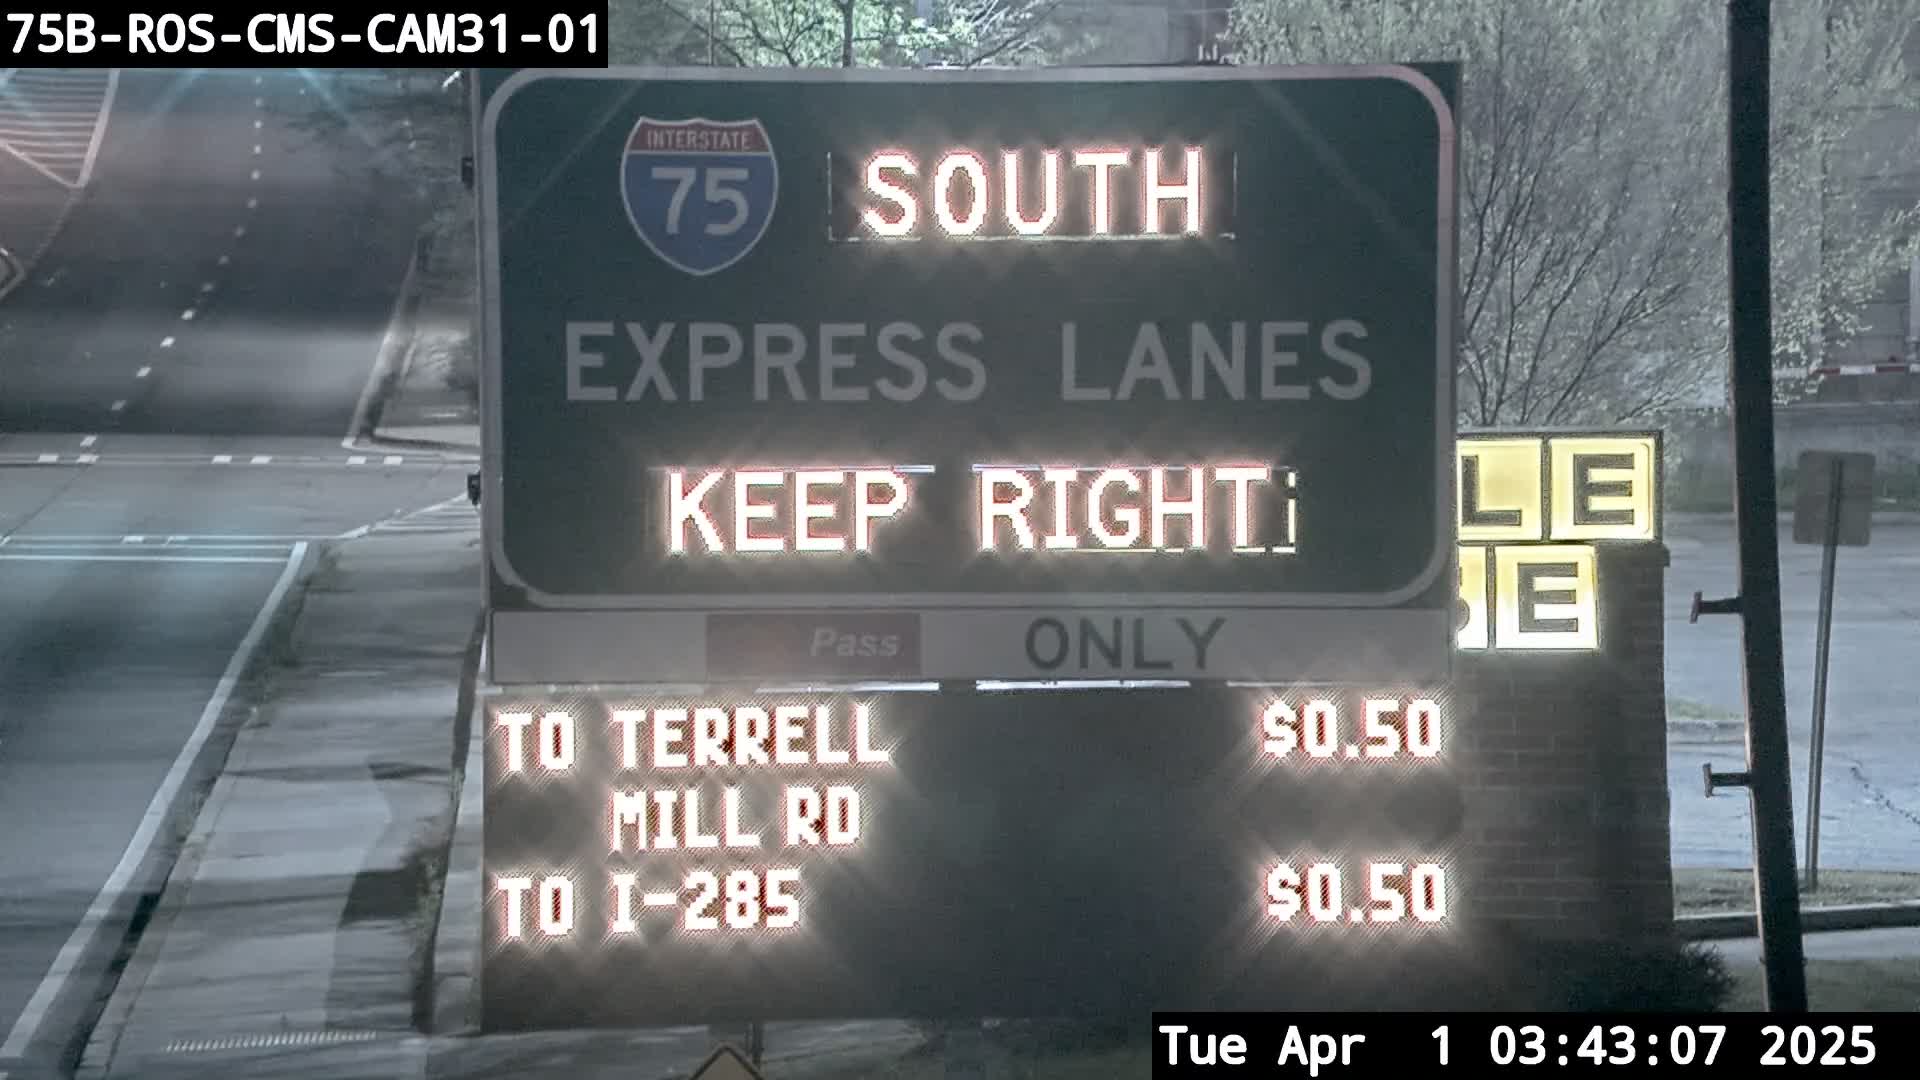 75B-ROS-CMS-CAM31-01
INTERSTATE
75
SOUTH
EXPRESS LANES
KEEP RIGHT
Pass ONLY
TO TERRELL $0.50
MILL RD
TO I-285 $0.50
LE
E
Tue Apr 1 03:43:07 2025